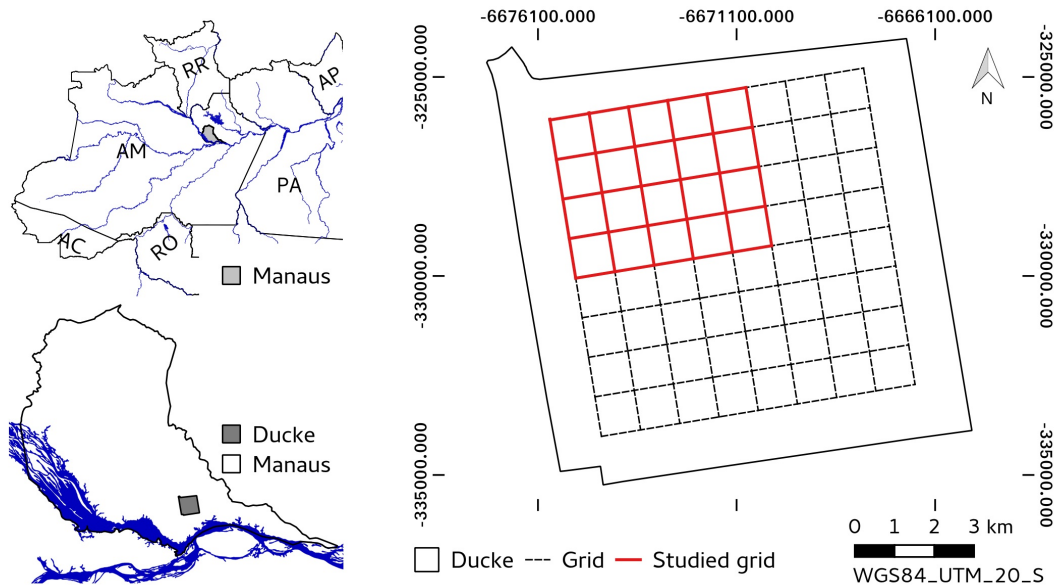 RR
AP
AM
PA
AC
RO
Manaus
Ducke
Manaus
-6676100.000
-6671100.000
-6666100.000
-325000.000
-330000.000
-335000.000
-325000.000
-330000.000
-335000.000
N
Ducke
Grid
Studied grid
0 1 2 3 km
WGS84_UTM_20_S